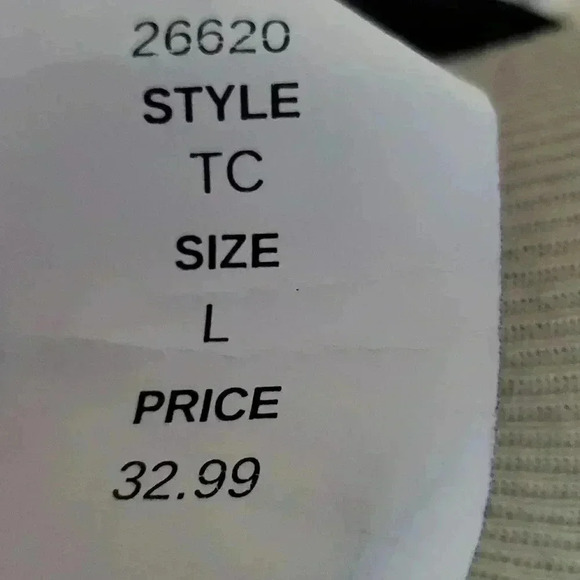 26620
STYLE
TC
SIZE
L
PRICE
32.99